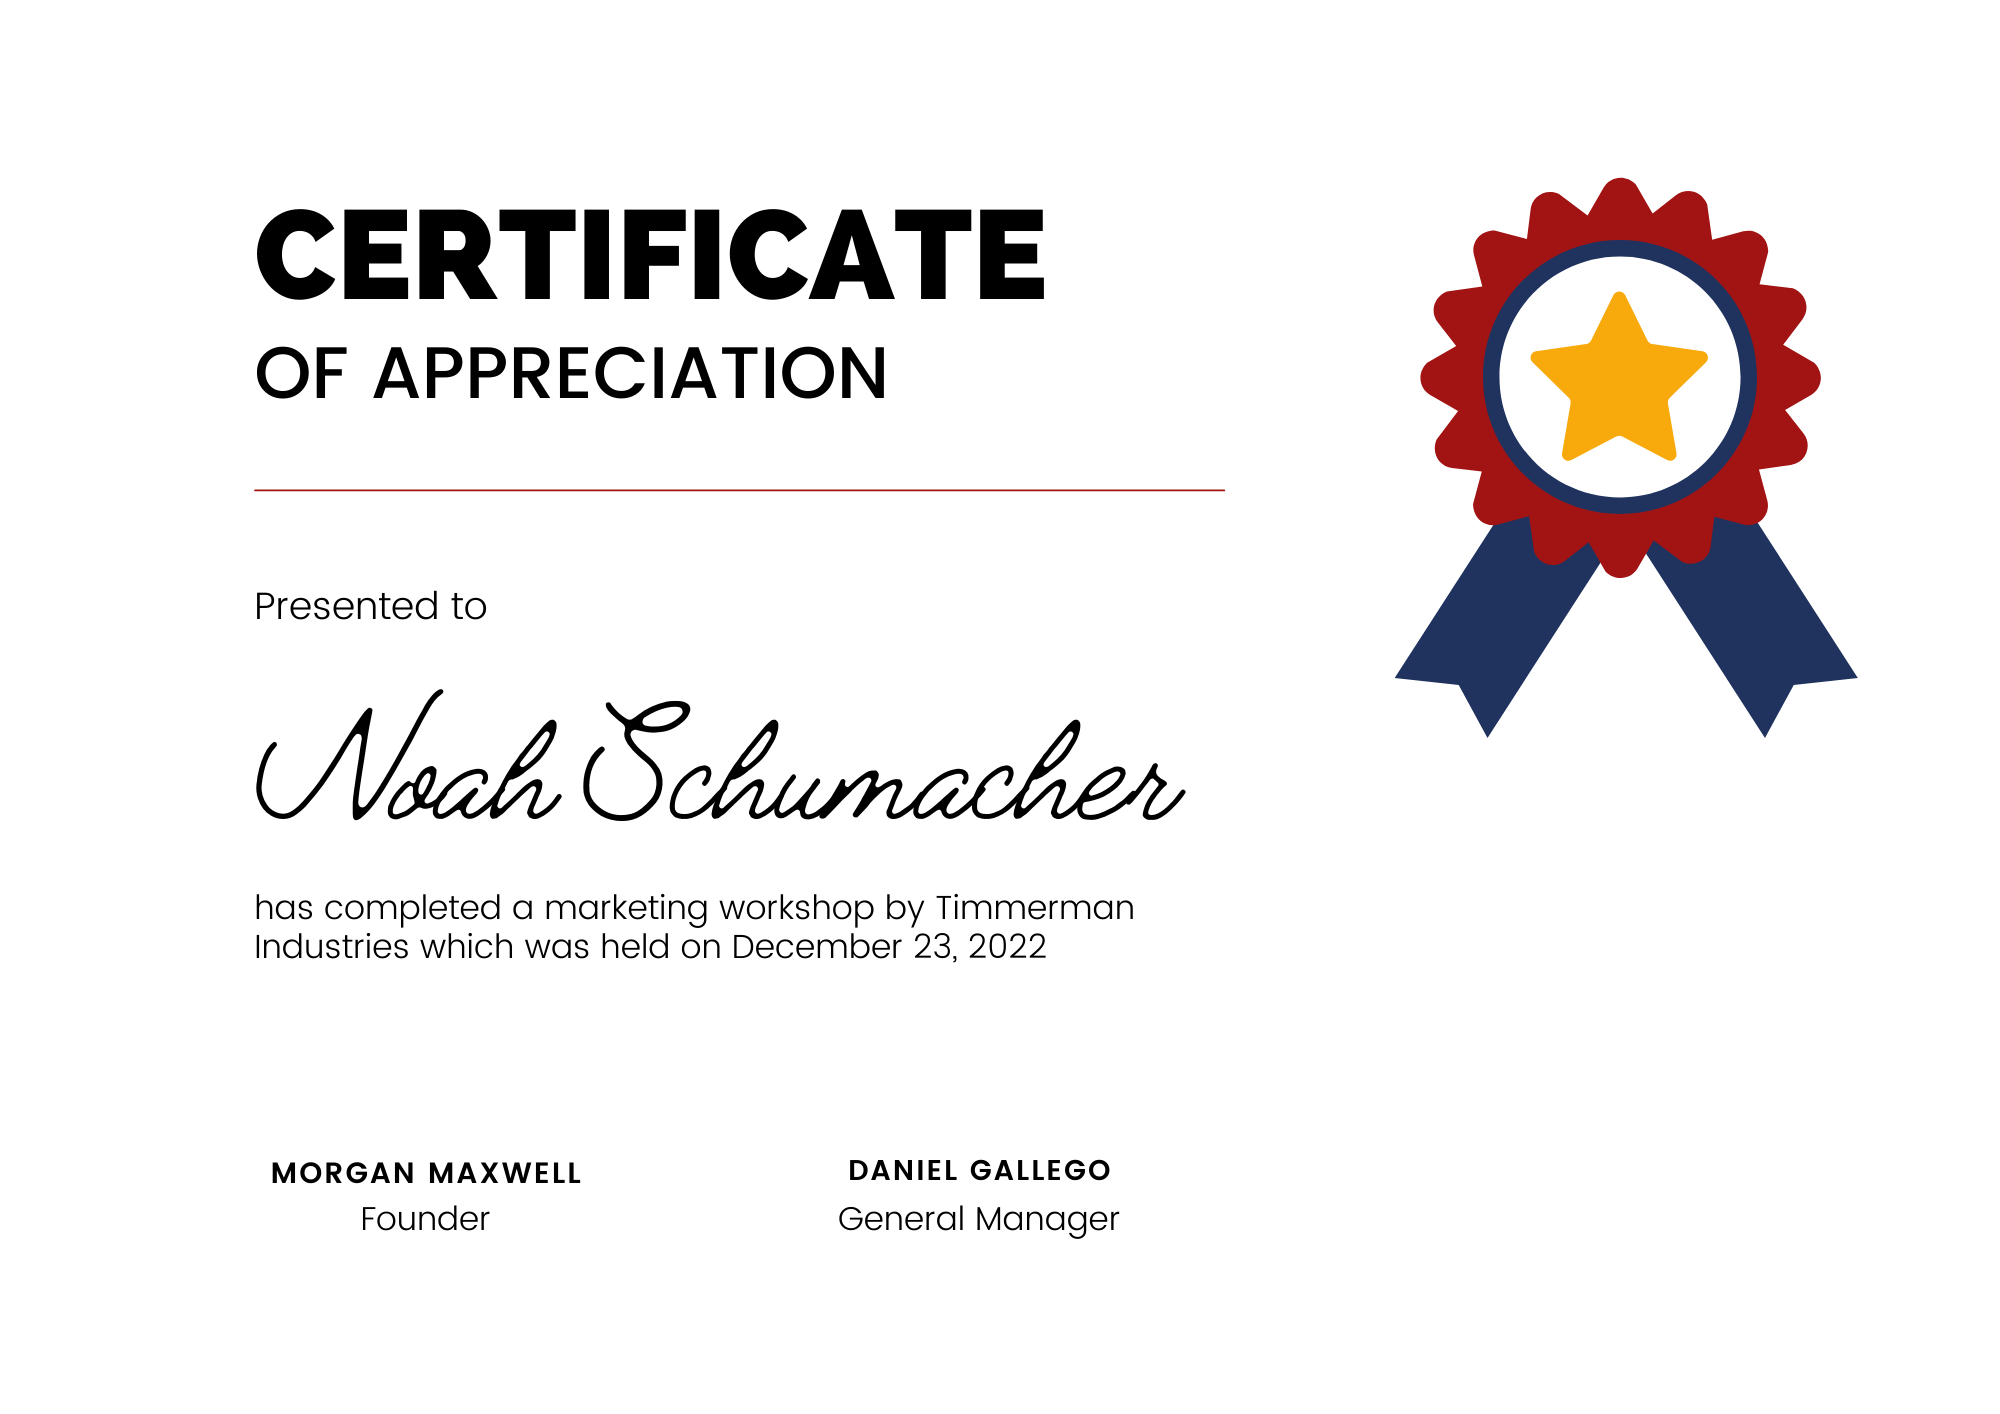 CERTIFICATE
OF APPRECIATION
Presented to
Noah Schumacher
has completed a marketing workshop by Timmerman
Industries which was held on December 23, 2022
MORGAN MAXWELL
Founder
DANIEL GALLEGO
General Manager